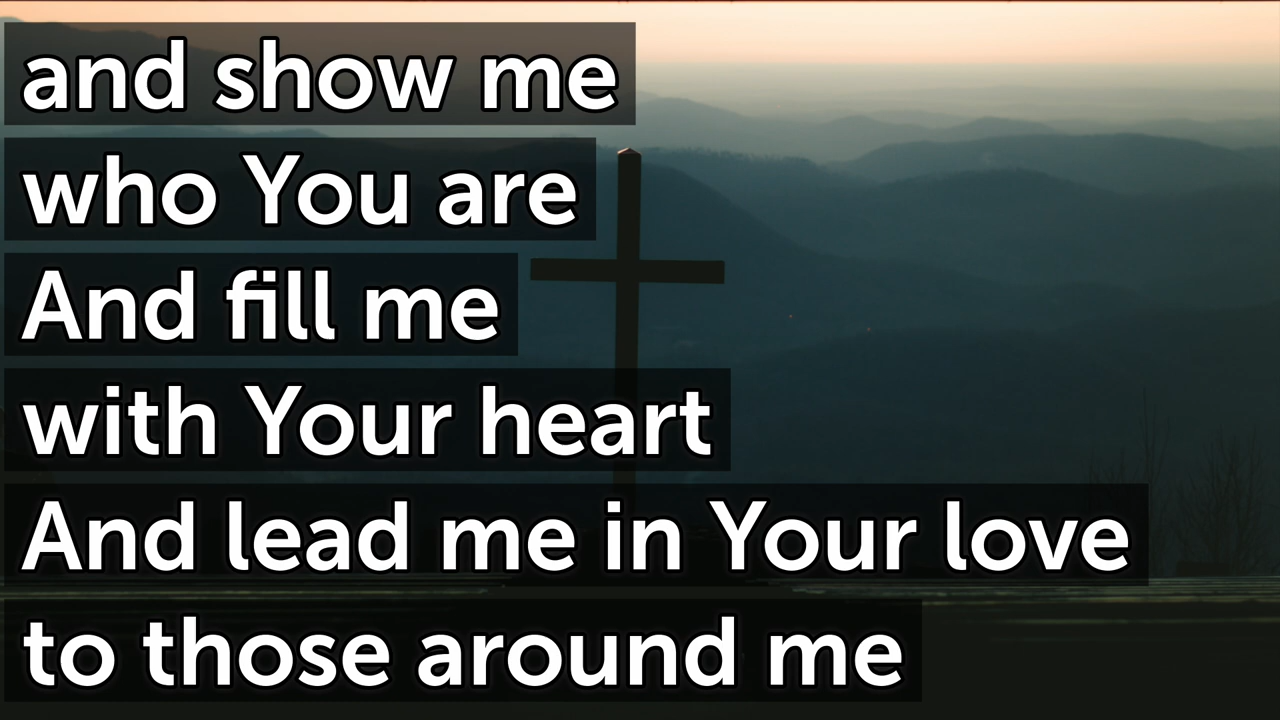 and show me
who You are
And fill me
with Your heart
And lead me in Your love
to those around me